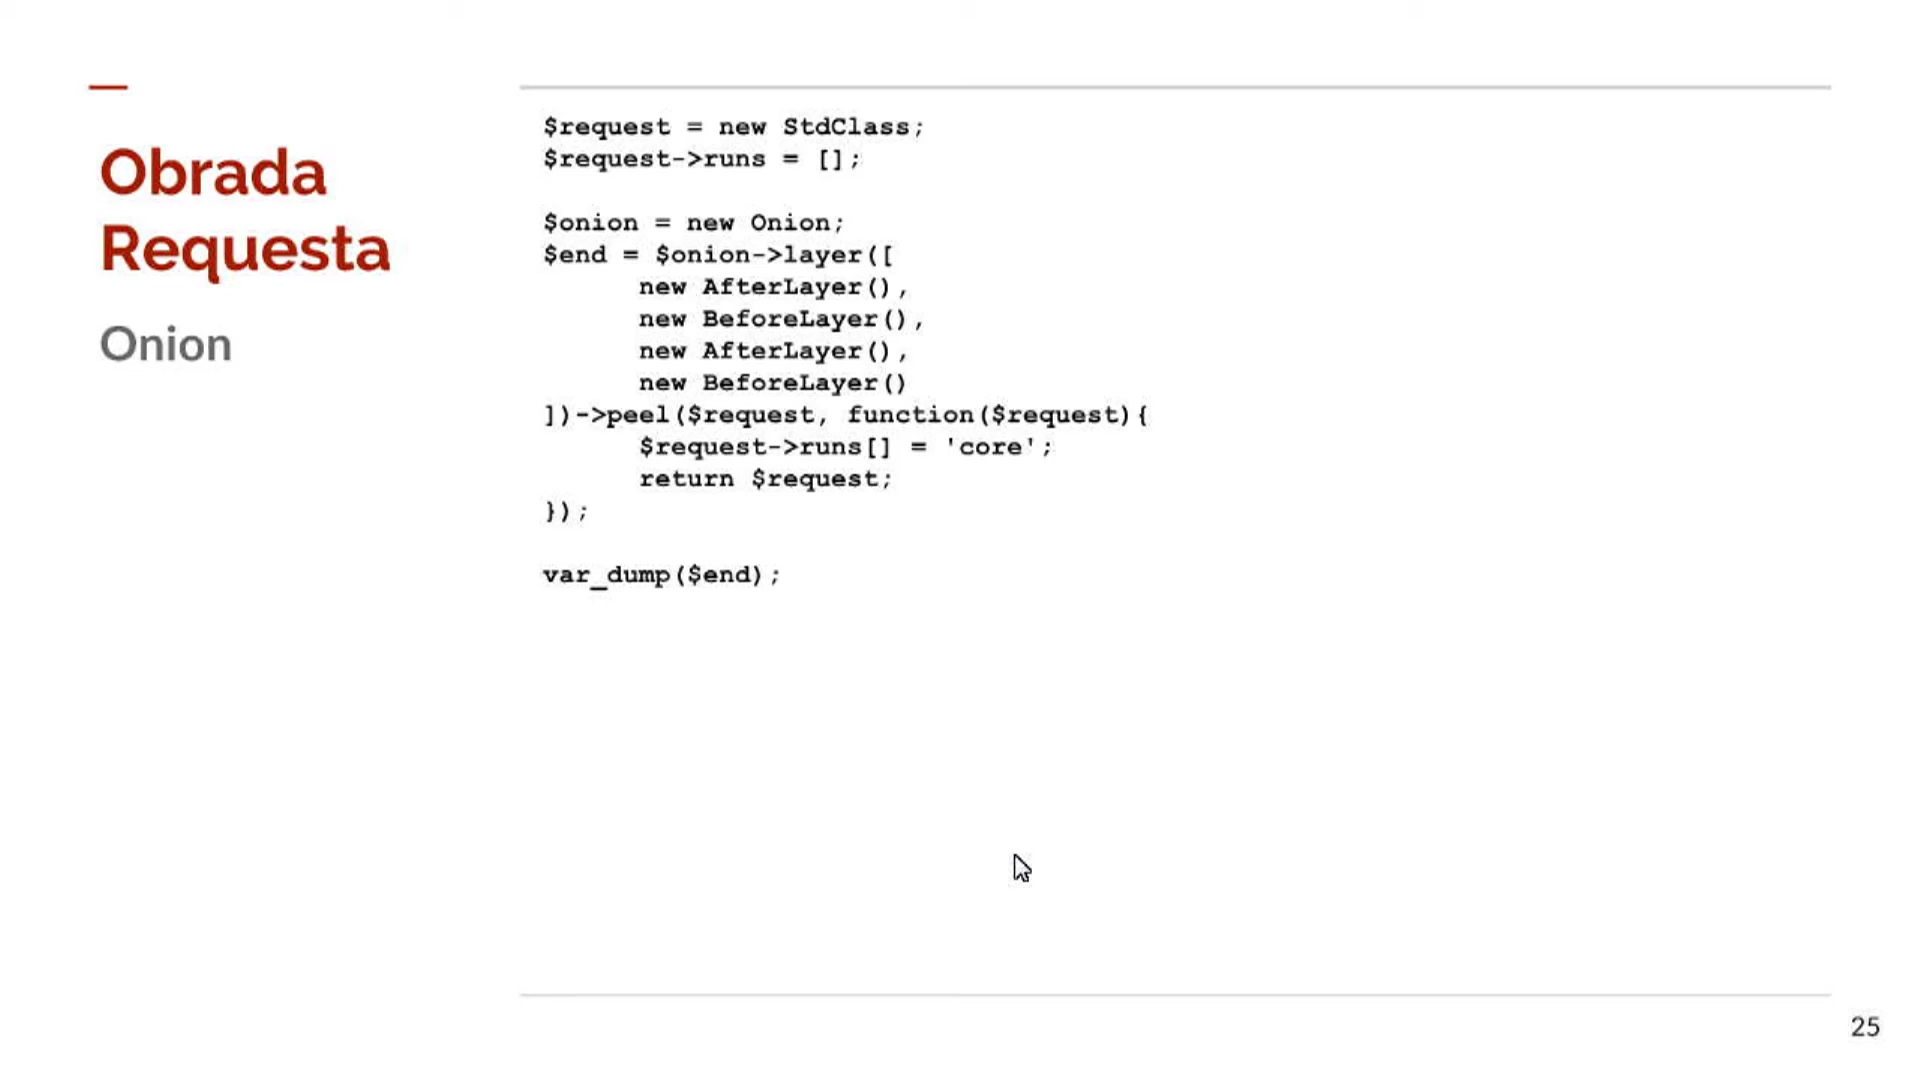 Obrada
Requesta
Onion
$request = new StdClass;
$request->runs = [];
$onion = new Onion;
$end = $onion->layer([
new AfterLayer(),
new BeforeLayer(),
new AfterLayer(),
new BeforeLayer()
])->peel($request, function($request){
$request->runs[] = 'core';
return $request;
});
var_dump($end);
25